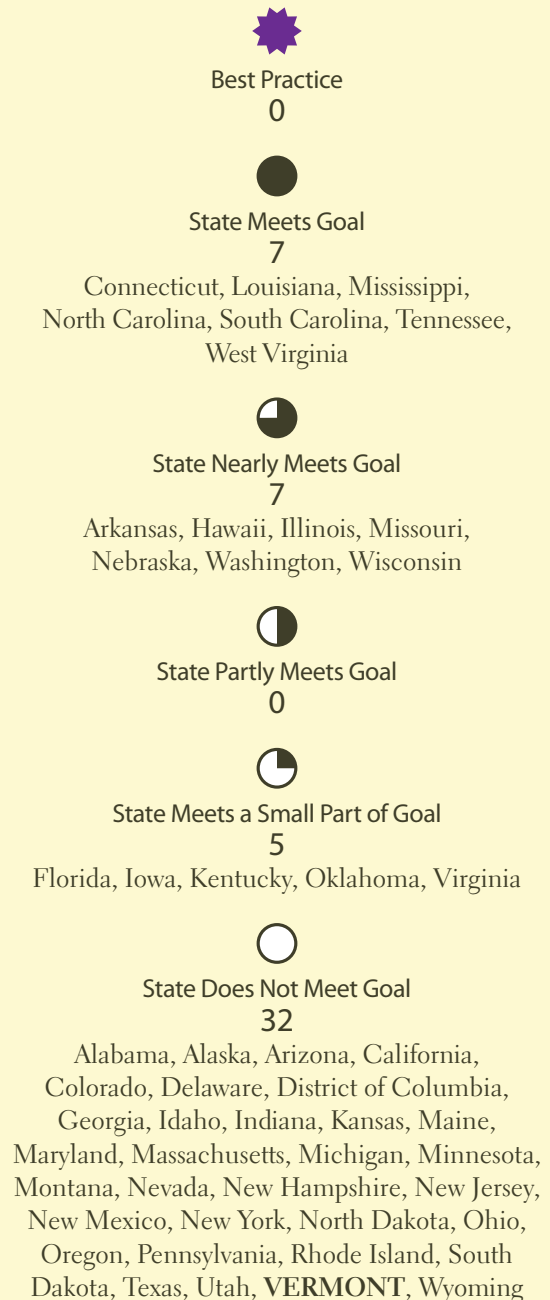 Best Practice
0
State Meets Goal
7
Connecticut, Louisiana, Mississippi,
North Carolina, South Carolina, Tennessee,
West Virginia
State Nearly Meets Goal
7
Arkansas, Hawaii, Illinois, Missouri,
Nebraska, Washington, Wisconsin
State Partly Meets Goal
0
State Meets a Small Part of Goal
5
Florida, Iowa, Kentucky, Oklahoma, Virginia
State Does Not Meet Goal
32
Alabama, Alaska, Arizona, California,
Colorado, Delaware, District of Columbia,
Georgia, Idaho, Indiana, Kansas, Maine,
Maryland, Massachusetts, Michigan, Minnesota,
Montana, Nevada, New Hampshire, New Jersey,
New Mexico, New York, North Dakota, Ohio,
Oregon, Pennsylvania, Rhode Island, South
Dakota, Texas, Utah, VERMONT, Wyoming